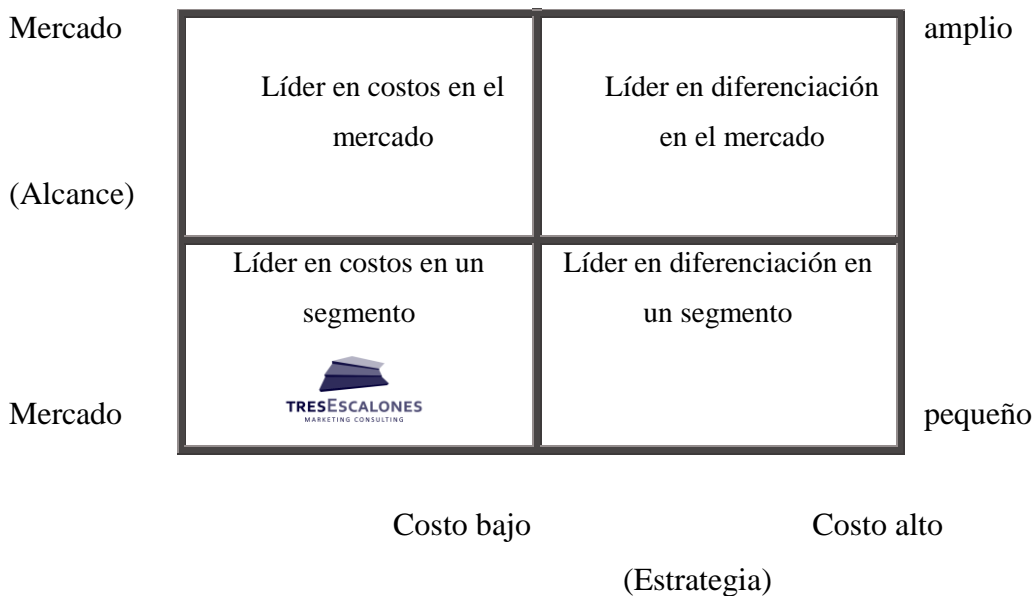 Mercado amplio
Líder en costos en el Líder en diferenciación
mercado en el mercado
(Alcance)
Líder en costos en un Líder en diferenciación en
segmento un segmento
TRESESCALONES
MARKETING CONSULTING
Mercado pequeño
Costo bajo Costo alto
(Estrategia)